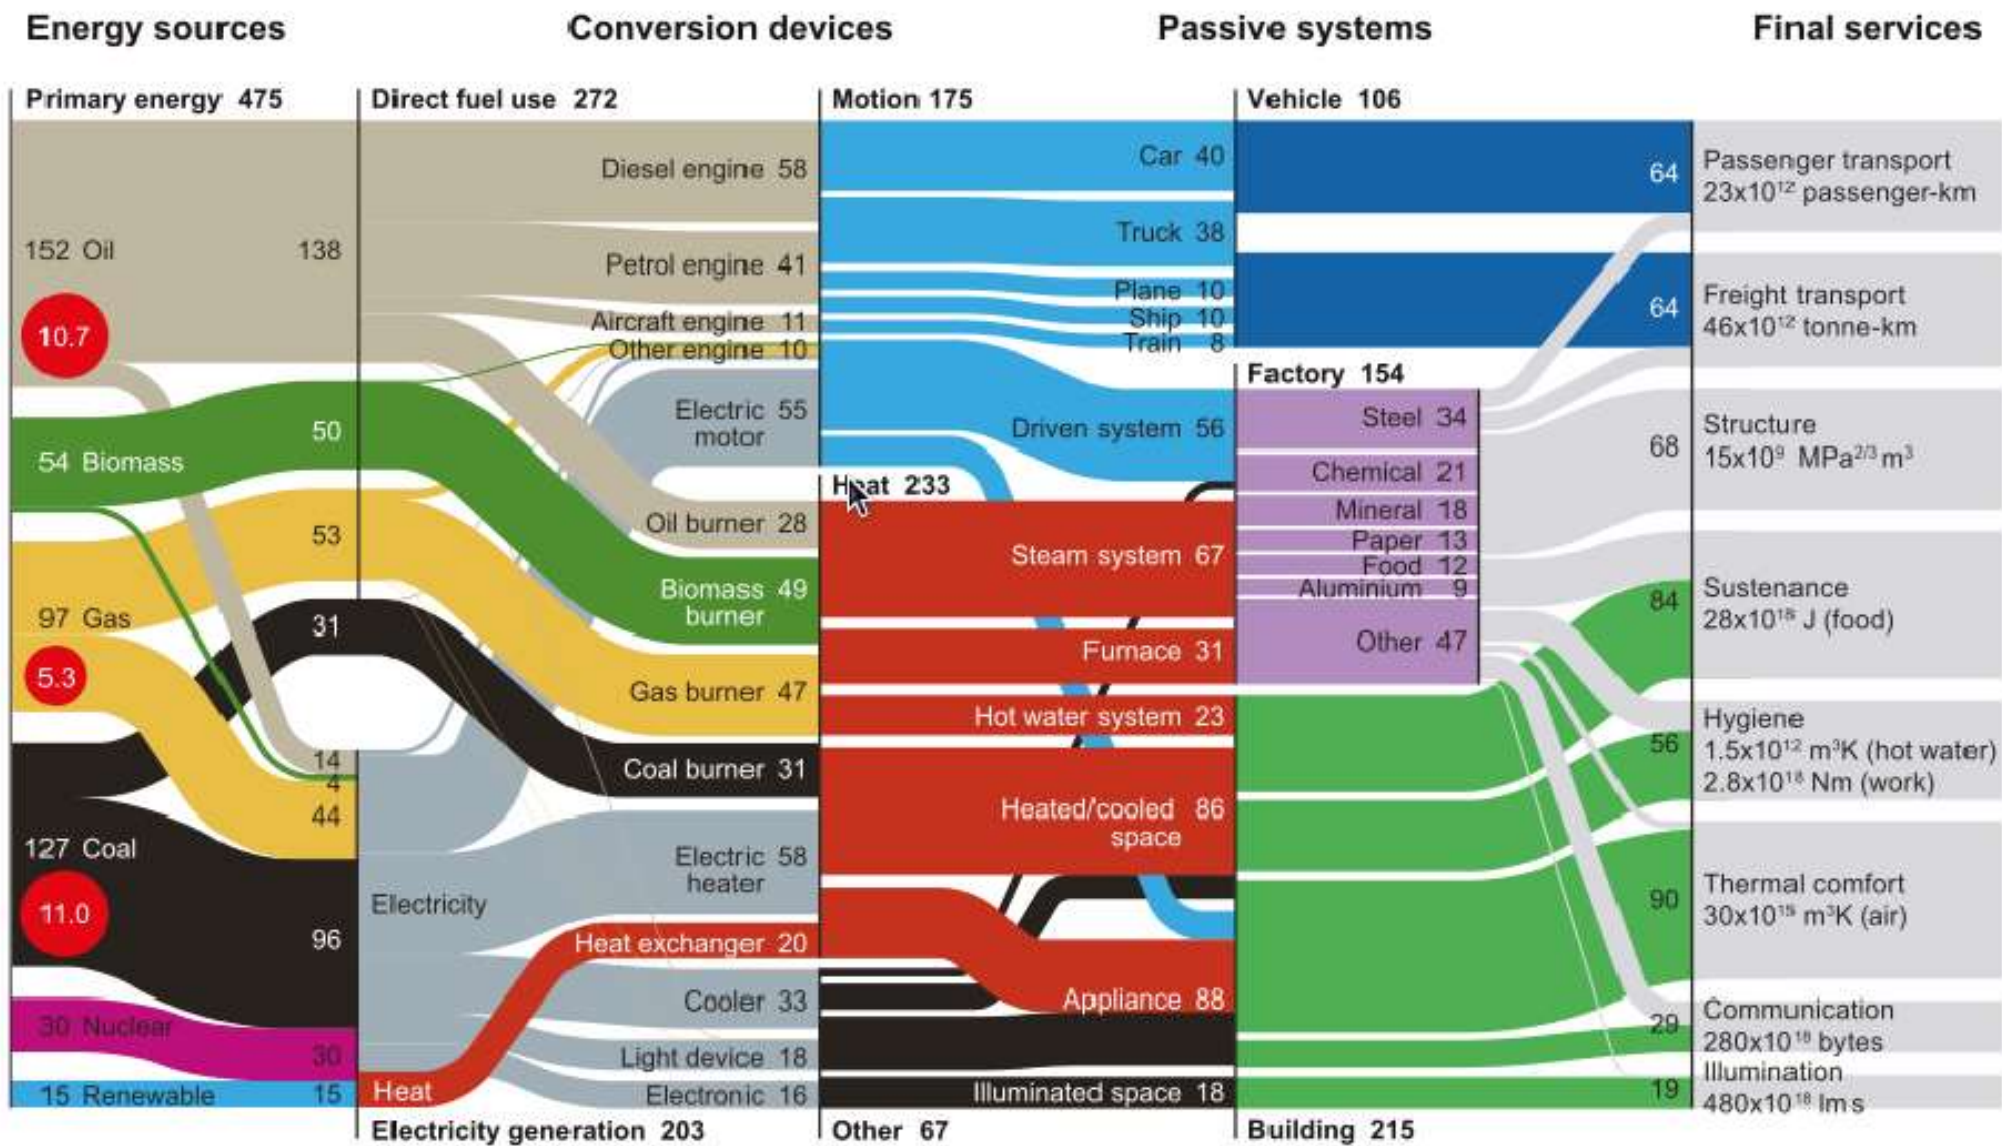 Energy sources
Conversion devices
Passive systems
Final services
Primary energy 475
Direct fuel use 272
Motion 175
Vehicle 106
152 Oil
138
10.7
54 Biomass
50
97 Gas
53
5.3
31
14
4
44
127 Coal
11.0
96
30 Nuclear
30
15 Renewable
15
Diesel engine 58
Petrol engine 41
Aircraft engine 11
Other engine 10
Electric 55
motor
Oil burner 28
Biomass 49
burner
Gas burner 47
Coal burner 31
Electricity
Electric 58
heater
Heat exchanger 20
Cooler 33
Light device 18
Heat
Electronic 16
Electricity generation 203
Car 40
Truck 38
Plane 10
Ship 10
Train 8
Driven system 56
Heat 233
Steam system 67
Furnace 31
Hot water system 23
Heated/cooled 86
space
Appliance 88
Illuminated space 18
Other 67
64
64
Factory 154
Steel 34
Chemical 21
Mineral 18
Paper 13
Food 12
Aluminium 9
Other 47
68
84
56
90
29
19
Building 215
Passenger transport
23x10¹² passenger-km
Freight transport
46x10¹² tonne-km
Structure
15x10⁹ MPa²/³m³
Sustenance
28x10¹⁸ J (food)
Hygiene
1.5x10¹² m³K (hot water)
2.8x10¹⁸ Nm (work)
Thermal comfort
30x10¹⁵ m³K (air)
Communication
280x10¹⁸ bytes
Illumination
480x10¹⁸ lm s